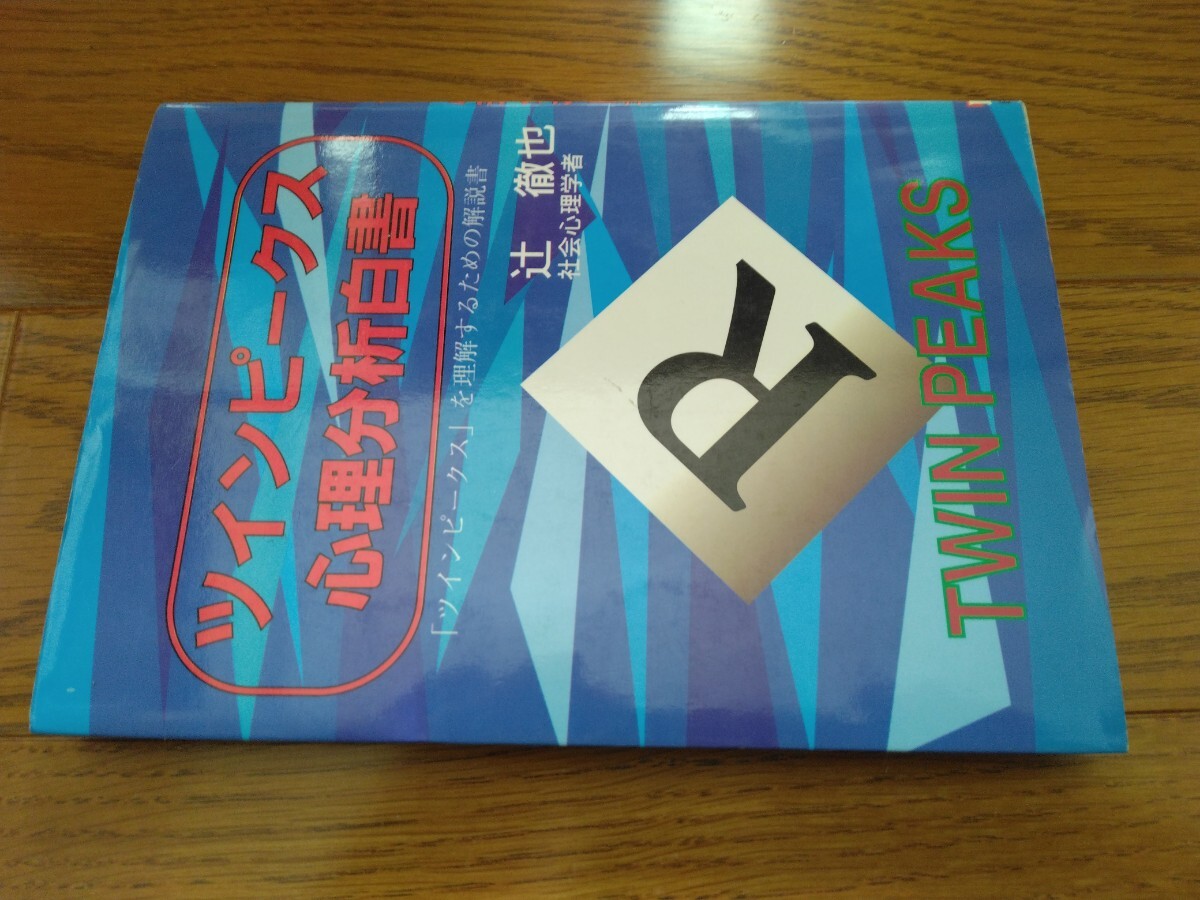 ツインピークス
心理分析白書
「ツインピークス」を理解するための解説書
辻 徹也
社会心理学者
R
TWIN PEAKS